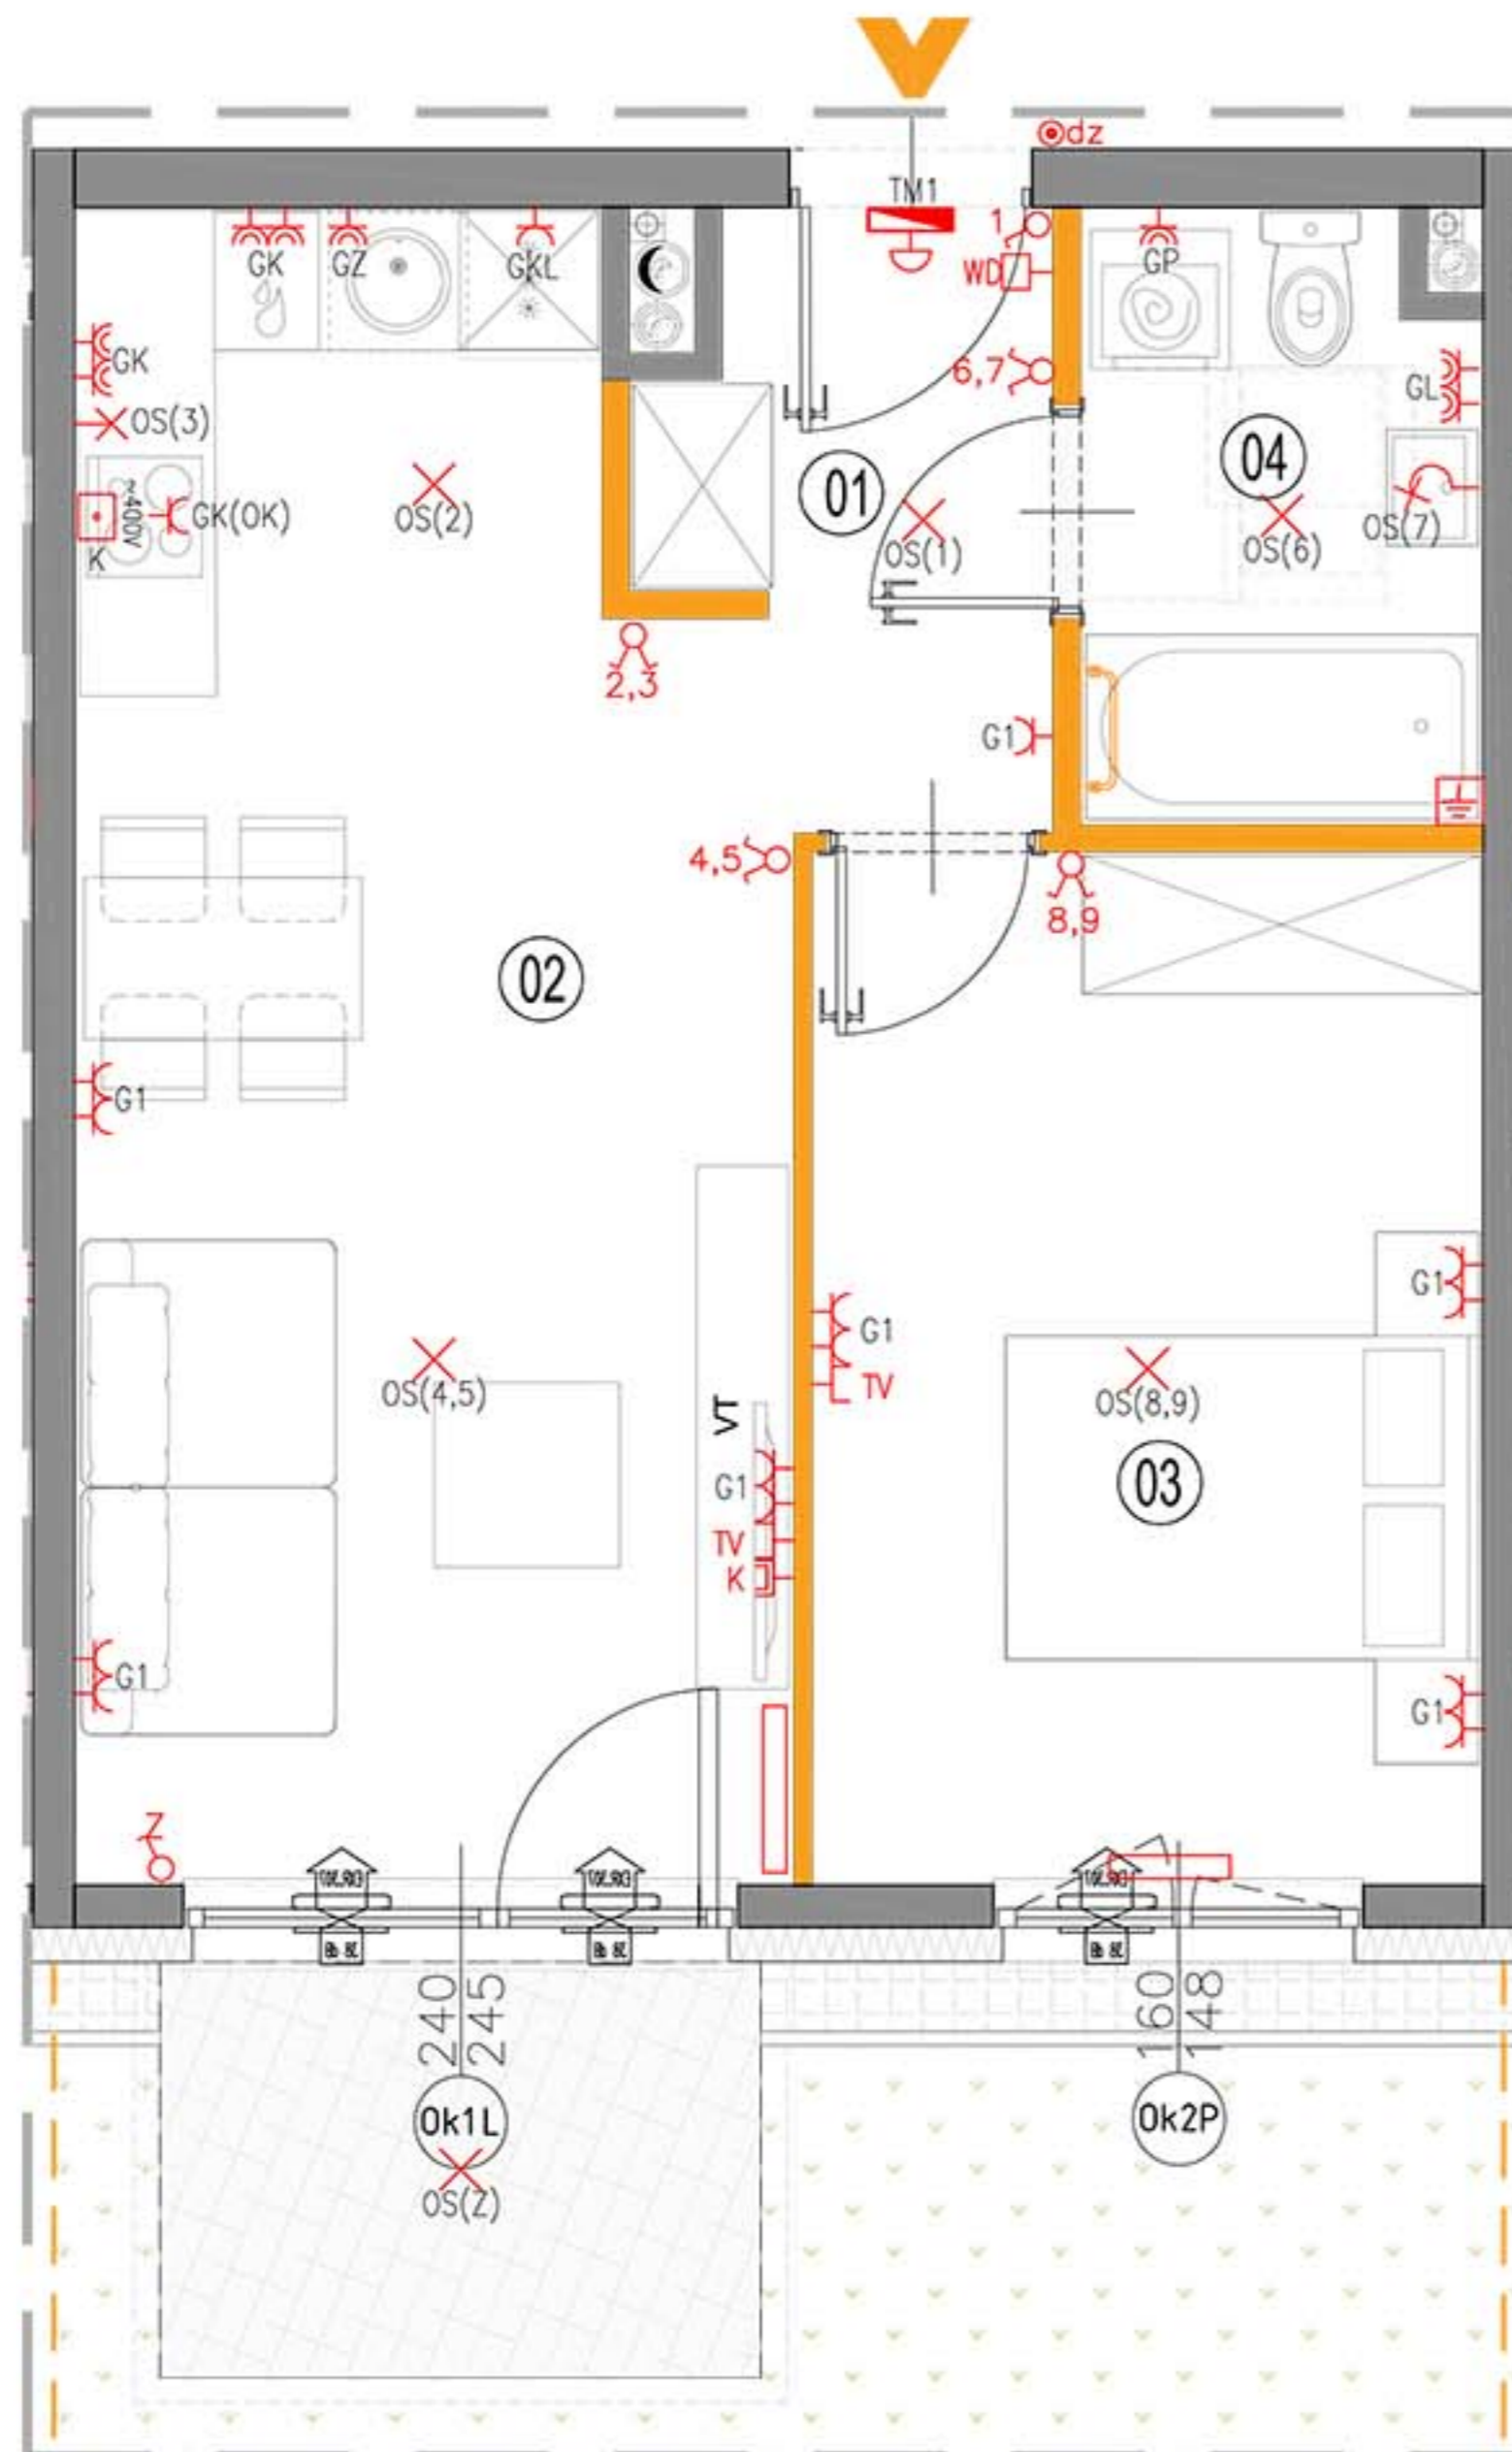 dz
TM1
1
GK
GZ
GKL
WD
GP
GK
6,7
GL
OS(3)
01
04
~400V
GK(OK)
OS(2)
OS(1)
OS(6)
OS(7)
K
2,3
G1
4,5
8,9
02
G1
G1
G1
TV
OS(4,5)
OS(8,9)
VT
G1
03
TV
K
G1
G1
Z
240
245
160
148
Ok1L
Ok2P
OS(Z)